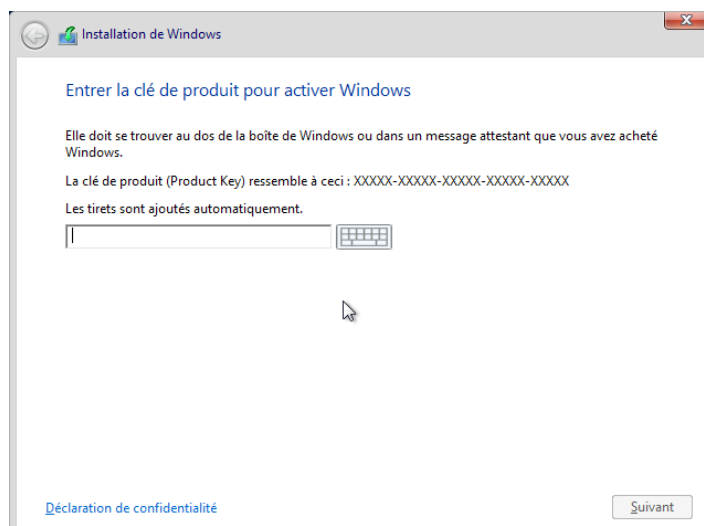 Installation de Windows
Entrer la clé de produit pour activer Windows
Elle doit se trouver au dos de la boîte de Windows ou dans un message attestant que vous avez acheté
Windows.
La clé de produit (Product Key) ressemble à ceci : XXXXX-XXXXX-XXXXX-XXXXX-XXXXX
Les tirets sont ajoutés automatiquement.
Déclaration de confidentialité
Suivant